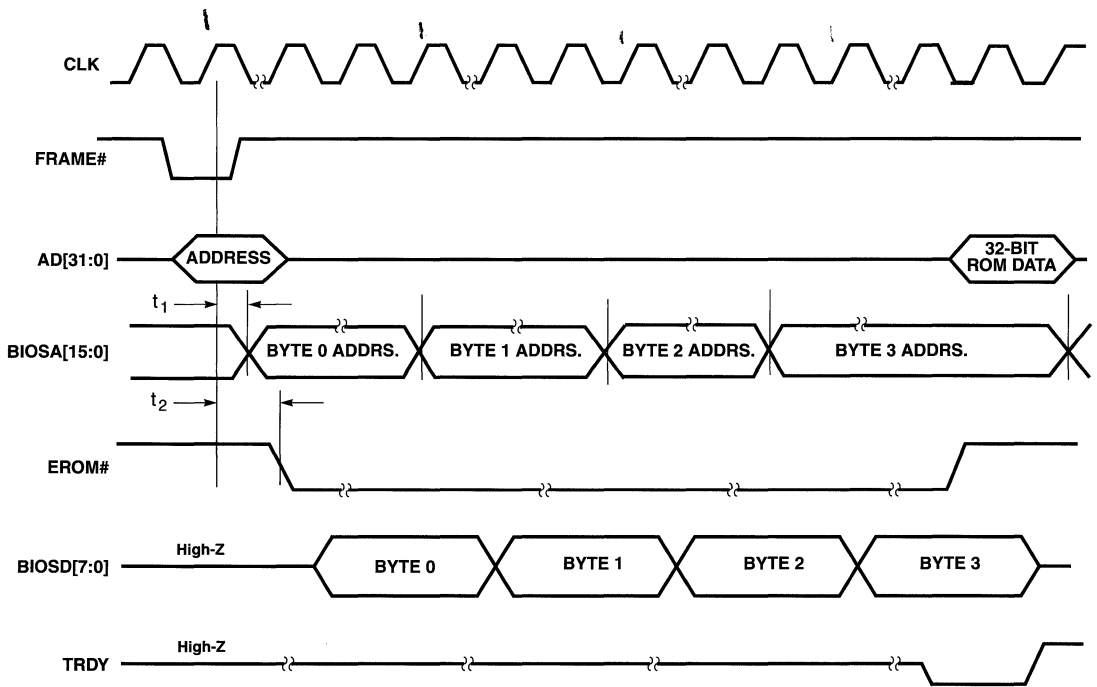 CLK
FRAME#
AD[31:0]
ADDRESS
32-BIT
ROM DATA
t1
BIOSA[15:0]
BYTE 0 ADDRS.
BYTE 1 ADDRS.
BYTE 2 ADDRS.
BYTE 3 ADDRS.
t2
EROM#
High-Z
BIOSD[7:0]
BYTE 0
BYTE 1
BYTE 2
BYTE 3
High-Z
TRDY